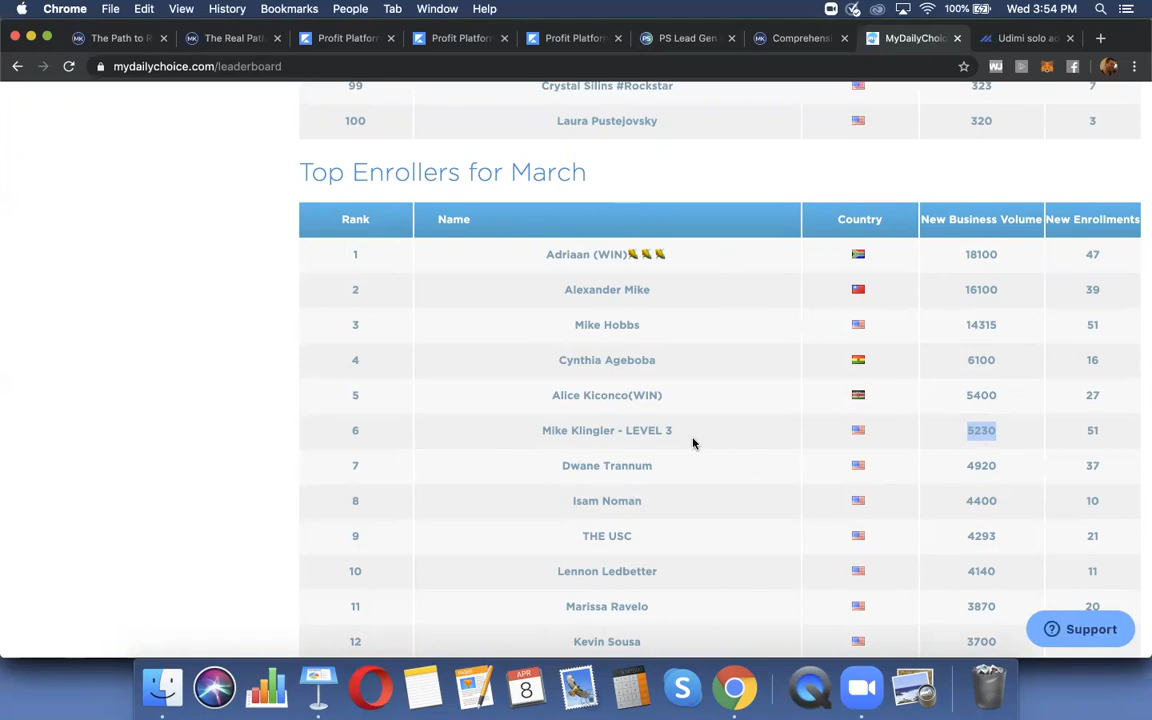 Chrome File Edit View History Bookmarks People Tab Window Help 100% Wed 3:54 PM
The Path to R The Real Pat Profit Platfor Profit Platfor Profit Platfor PS Lead Gen Comprehensi MyDailyChoi Udimi solo ad
mydailychoice.com/leaderboard
99 Crystal Silins #Rockstar 323 7
100 Laura Pustejovsky 320 3
Top Enrollers for March
Rank Name Country New Business Volume New Enrollments
1 Adriaan (WIN)🌽🌽🌽 18100 47
2 Alexander Mike 16100 39
3 Mike Hobbs 14315 51
4 Cynthia Ageboba 6100 16
5 Alice Kiconco(WIN) 5400 27
6 Mike Klingler - LEVEL 3 5230 51
7 Dwane Trannum 4920 37
8 Isam Noman 4400 10
9 THE USC 4293 21
10 Lennon Ledbetter 4140 11
11 Marissa Ravelo 3870 20
12 Kevin Sousa 3700
Support
APR
8